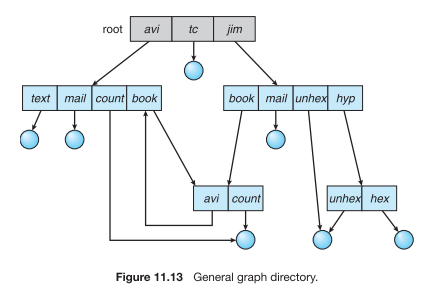 root avi tc jim
text mail count book book mail unhex hyp
avi count unhex hex
Figure 11.13 General graph directory.